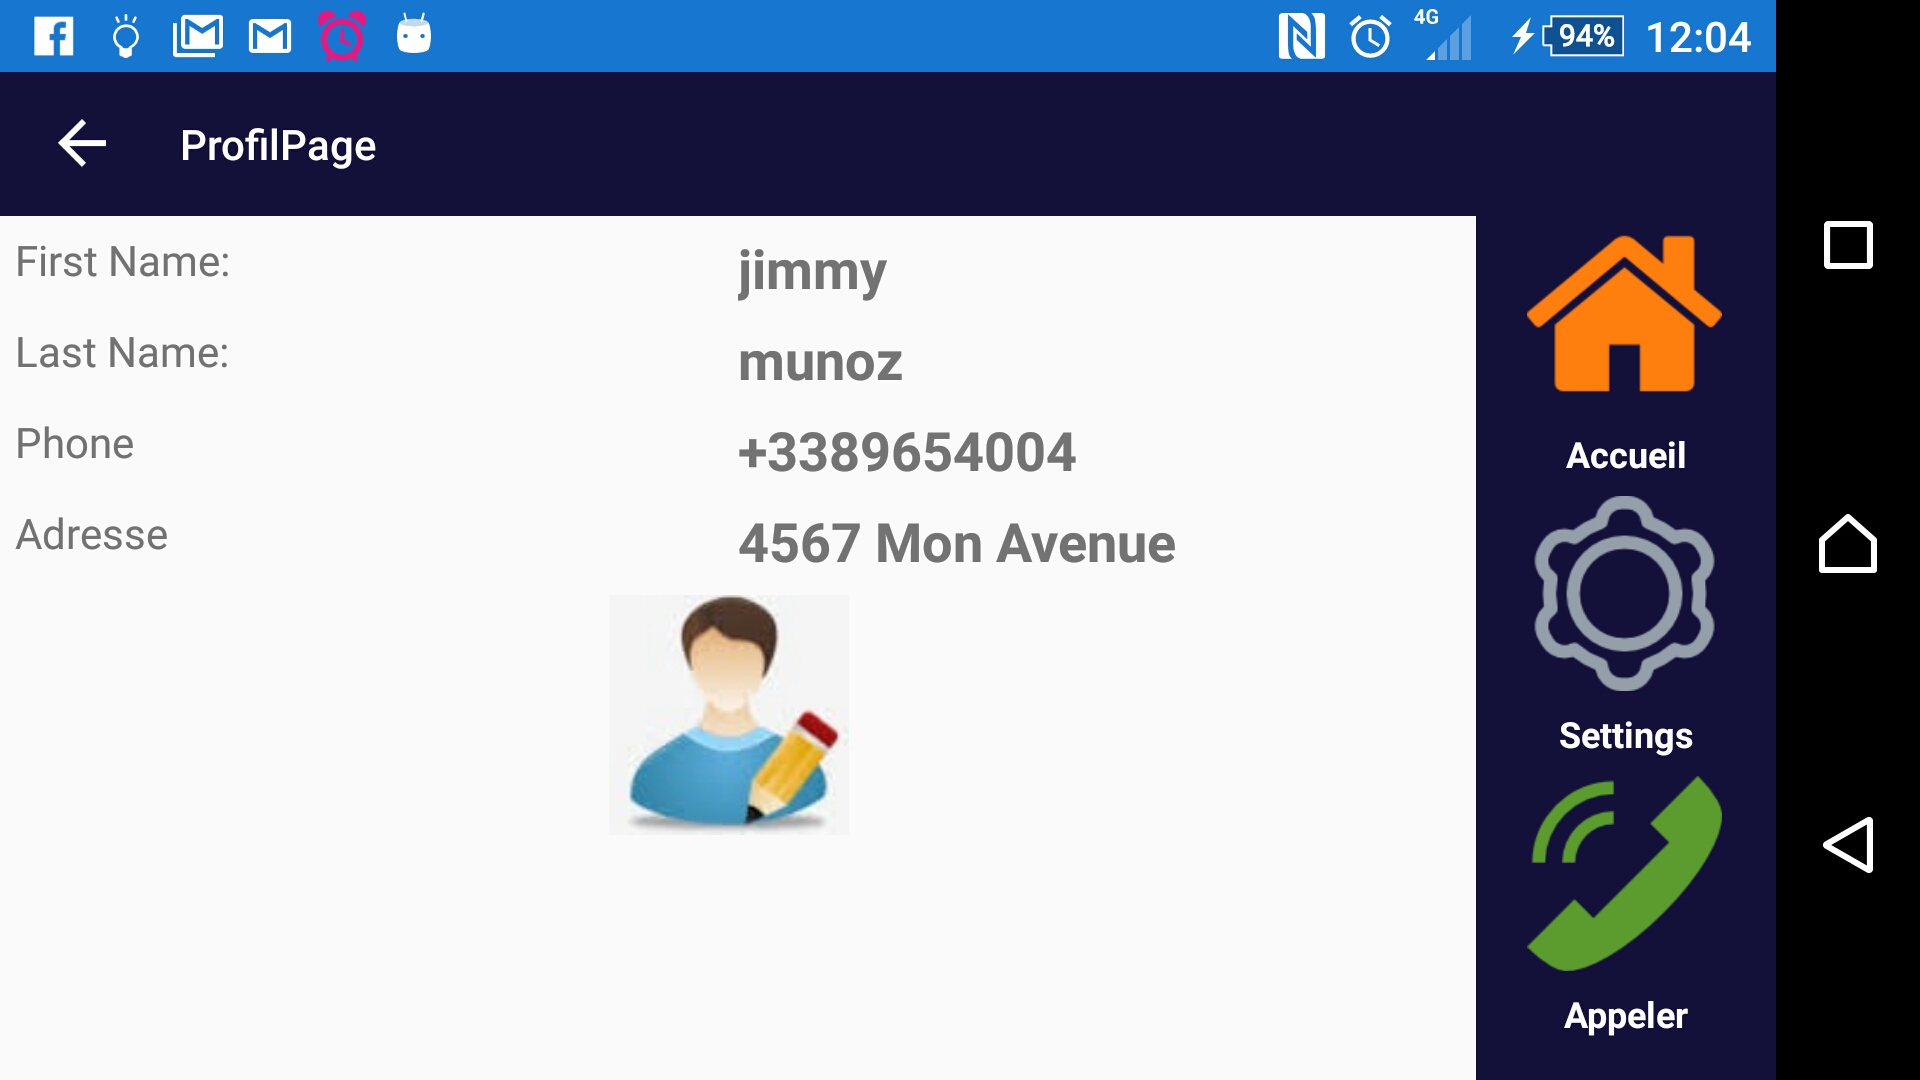 4G 94% 12:04
ProfilPage
First Name: jimmy
Last Name: munoz
Phone +3389654004
Adresse 4567 Mon Avenue
Accueil
Settings
Appeler